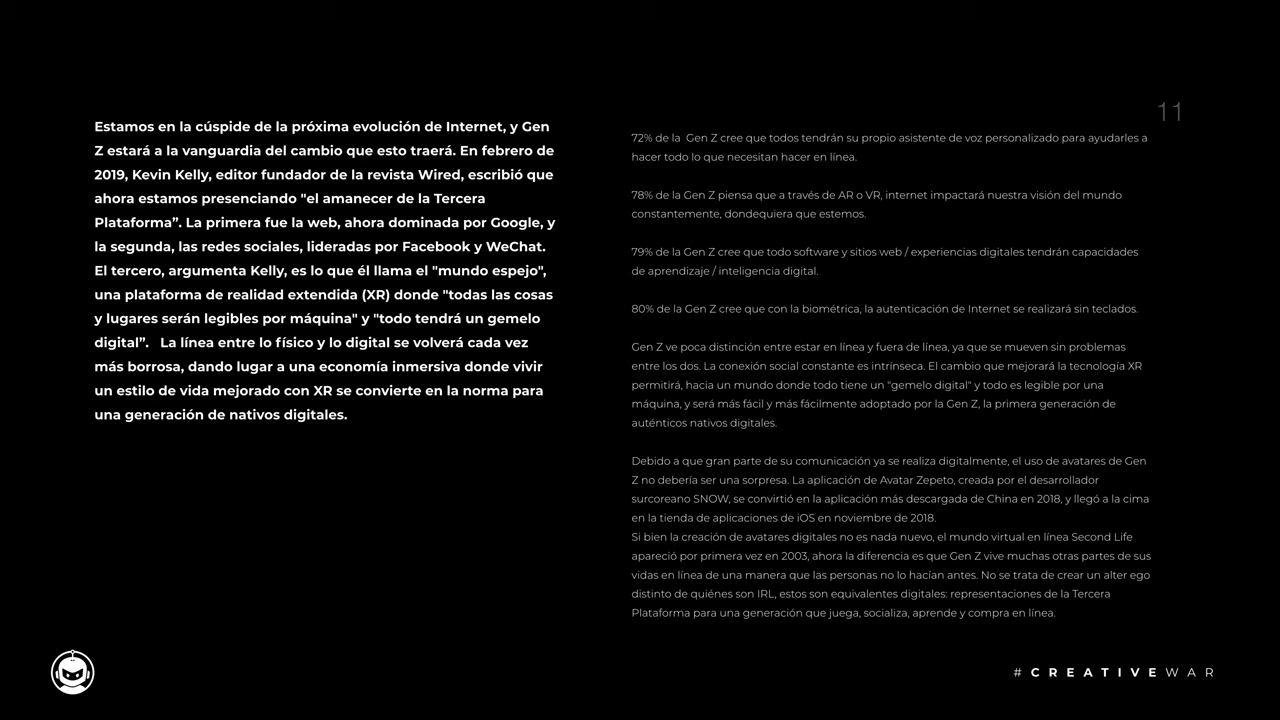 Estamos en la cúspide de la próxima evolución de Internet, y Gen
Z estará a la vanguardia del cambio que esto traerá. En febrero de
2019, Kevin Kelly, editor fundador de la revista Wired, escribió que
ahora estamos presenciando "el amanecer de la Tercera
Plataforma”. La primera fue la web, ahora dominada por Google, y
la segunda, las redes sociales, lideradas por Facebook y WeChat.
El tercero, argumenta Kelly, es lo que él llama el "mundo espejo",
una plataforma de realidad extendida (XR) donde "todas las cosas
y lugares serán legibles por máquina" y "todo tendrá un gemelo
digital”. La línea entre lo físico y lo digital se volverá cada vez
más borrosa, dando lugar a una economía inmersiva donde vivir
un estilo de vida mejorado con XR se convierte en la norma para
una generación de nativos digitales.
11
72% de la Gen Z cree que todos tendrán su propio asistente de voz personalizado para ayudarles a
hacer todo lo que necesitan hacer en línea.
78% de la Gen Z piensa que a través de AR o VR, internet impactará nuestra visión del mundo
constantemente, dondequiera que estemos.
79% de la Gen Z cree que todo software y sitios web / experiencias digitales tendrán capacidades
de aprendizaje / inteligencia digital.
80% de la Gen Z cree que con la biométrica, la autenticación de Internet se realizará sin teclados.
Gen Z ve poca distinción entre estar en línea y fuera de línea, ya que se mueven sin problemas
entre los dos. La conexión social constante es intrínseca. El cambio que mejorará la tecnología XR
permitirá, hacia un mundo donde todo tiene un "gemelo digital" y todo es legible por una
máquina, y será más fácil y más fácilmente adoptado por la Gen Z, la primera generación de
auténticos nativos digitales.
Debido a que gran parte de su comunicación ya se realiza digitalmente, el uso de avatares de Gen
Z no debería ser una sorpresa. La aplicación de Avatar Zepeto, creada por el desarrollador
surcoreano SNOW, se convirtió en la aplicación más descargada de China en 2018, y llegó a la cima
en la tienda de aplicaciones de iOS en noviembre de 2018.
Si bien la creación de avatares digitales no es nada nuevo, el mundo virtual en línea Second Life
apareció por primera vez en 2003, ahora la diferencia es que Gen Z vive muchas otras partes de sus
vidas en línea de una manera que las personas no lo hacían antes. No se trata de crear un alter ego
distinto de quiénes son IRL, estos son equivalentes digitales: representaciones de la Tercera
Plataforma para una generación que juega, socializa, aprende y compra en línea.
#CREATIVEWAR